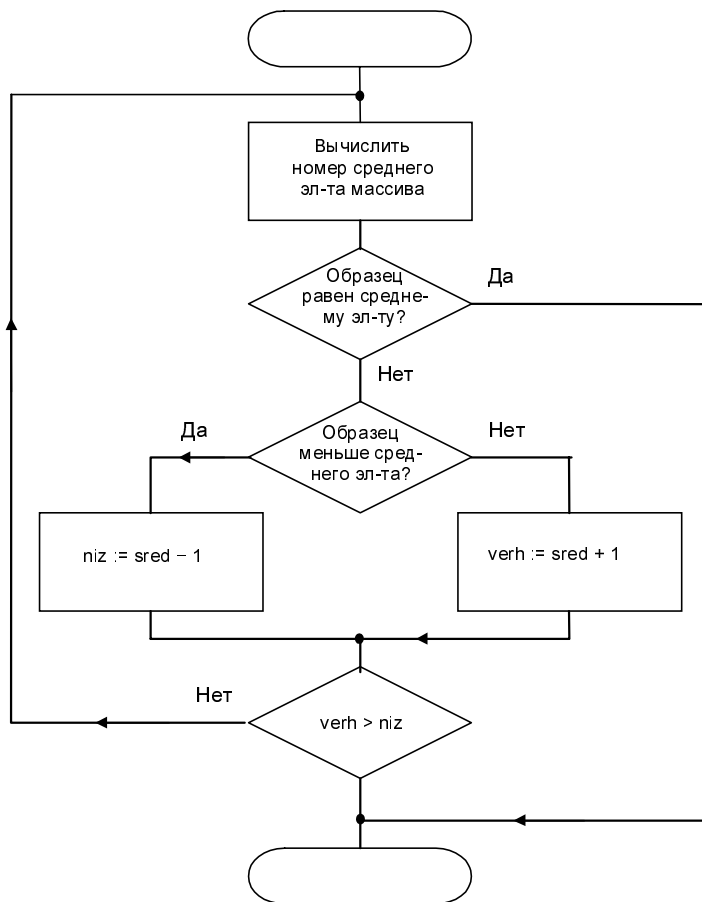 Вычислить
номер среднего
эл-та массива
Образец
равен средне-
му эл-ту?
Да
Нет
Образец
меньше сред-
него эл-та?
Да
Нет
niz := sred – 1
verh := sred + 1
Нет
verh > niz